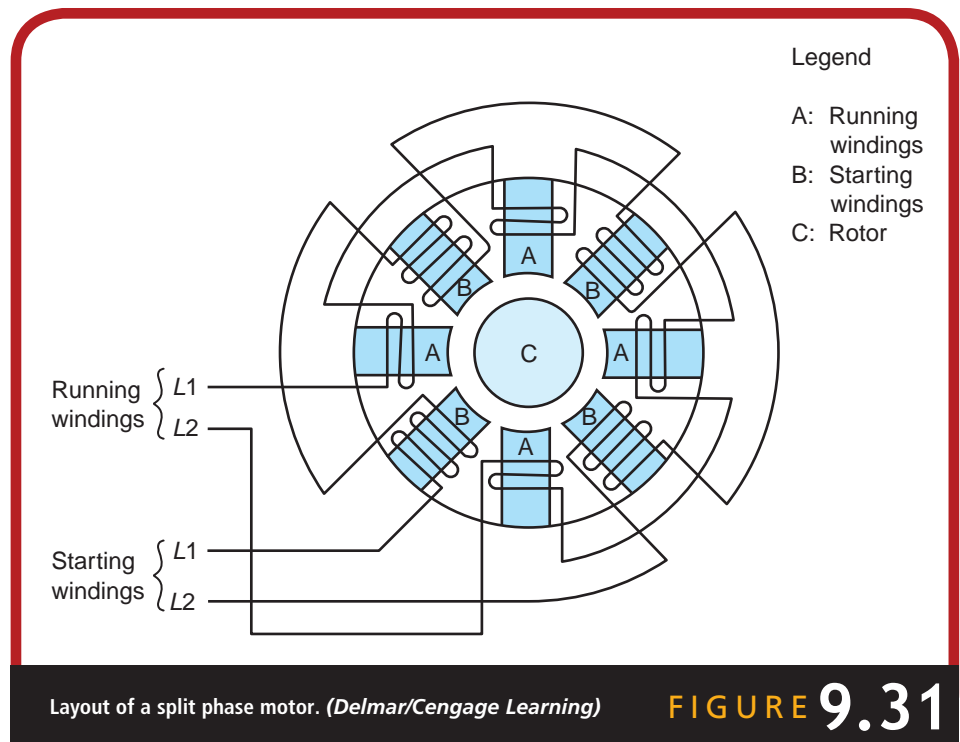 Legend
A: Running
windings
B: Starting
windings
C: Rotor
A
B
B
A
C
A
B
B
A
Running
windings
L1
L2
Starting
windings
L1
L2
Layout of a split phase motor. (Delmar/Cengage Learning)
FIGURE 9.31